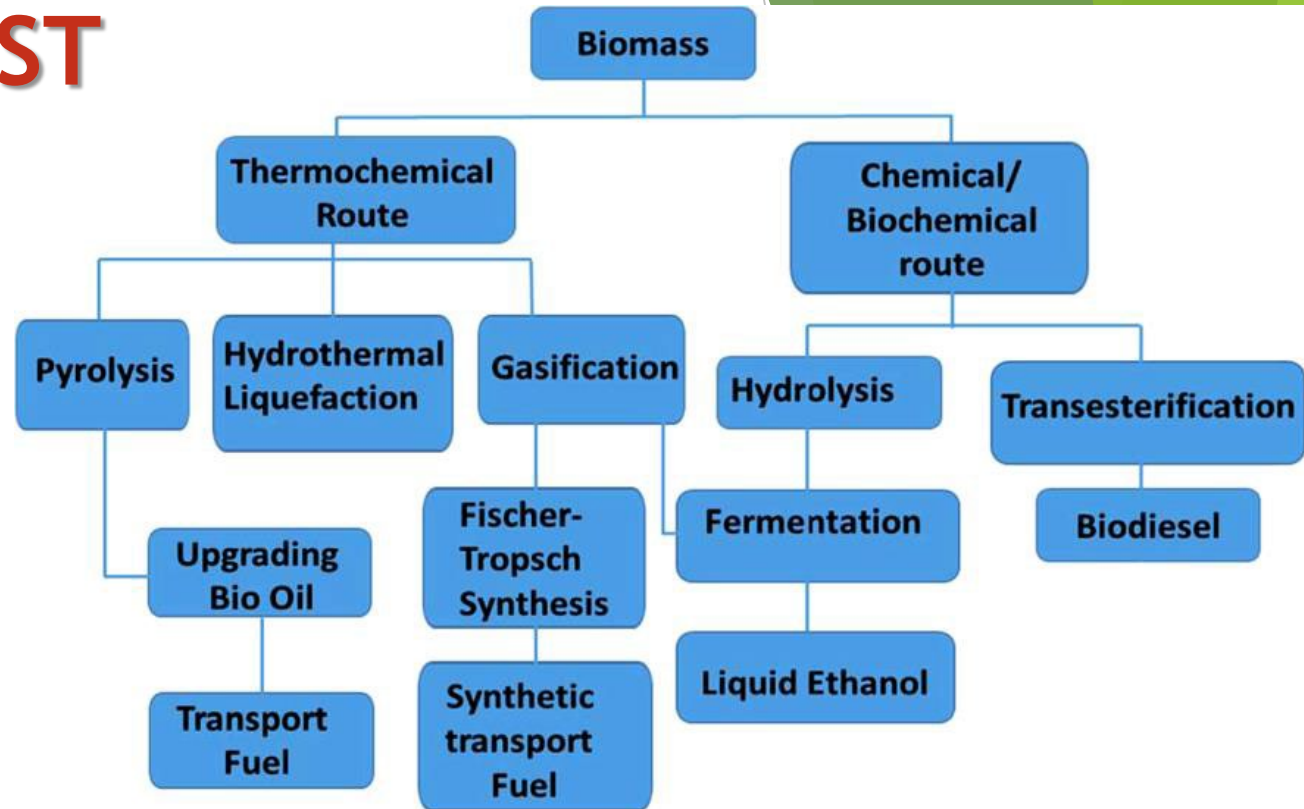 ST
Biomass
Thermochemical
Route
Chemical/
Biochemical
route
Pyrolysis
Hydrothermal
Liquefaction
Gasification
Hydrolysis
Transesterification
Upgrading
Bio Oil
Fischer-
Tropsch
Synthesis
Fermentation
Biodiesel
Transport
Fuel
Synthetic
transport
Fuel
Liquid Ethanol